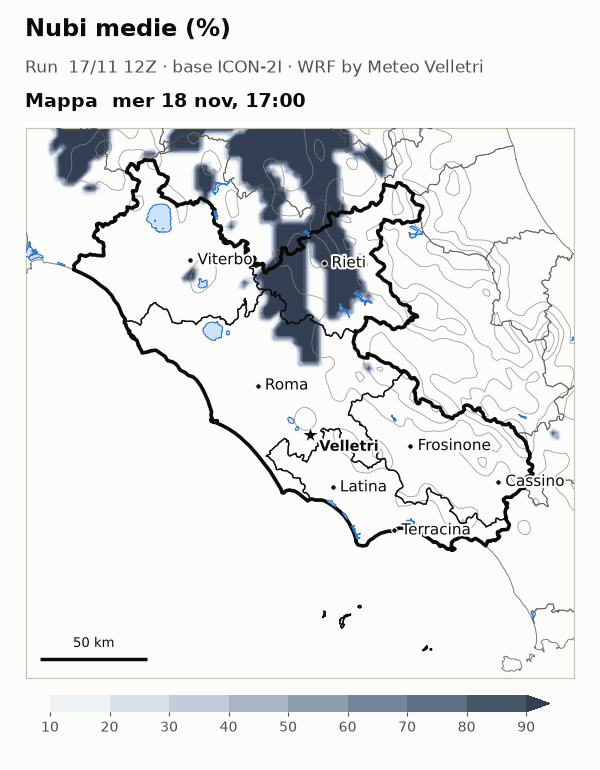 Nubi medie (%)
Run  17/11 12Z · base ICON-2I · WRF by Meteo Velletri
Mappa  mer 18 nov, 17:00
Viterbo
Rieti
Roma
Velletri
Frosinone
Latina
Cassino
Terracina
50 km
10 20 30 40 50 60 70 80 90